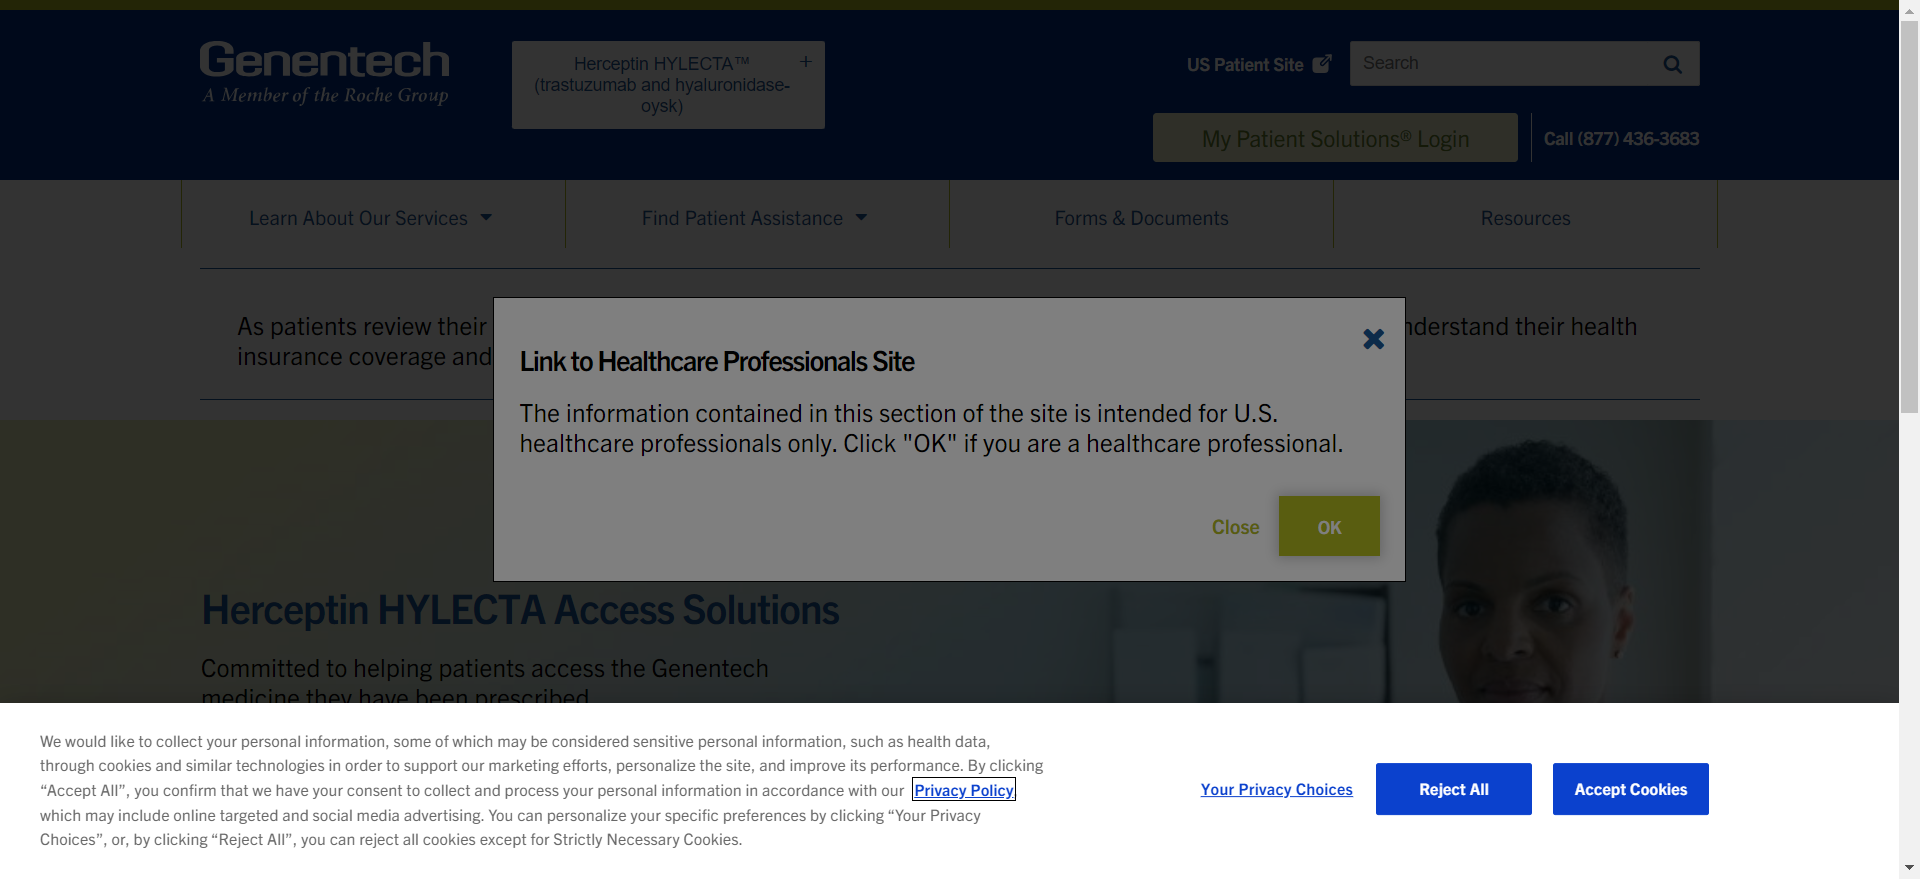 Genentech
A Member of the Roche Group
Herceptin HYLECTA™
(trastuzumab and hyaluronidase-
oysk)
+
US Patient Site
Search
My Patient Solutions® Login
Call (877) 436-3683
Learn About Our Services
Find Patient Assistance
Forms & Documents
Resources
As patients review their
nderstand their health
insurance coverage and
Link to Healthcare Professionals Site
The information contained in this section of the site is intended for U.S.
healthcare professionals only. Click "OK" if you are a healthcare professional.
Close
OK
Herceptin HYLECTA Access Solutions
Committed to helping patients access the Genentech
medicine they have been prescribed
We would like to collect your personal information, some of which may be considered sensitive personal information, such as health data,
through cookies and similar technologies in order to support our marketing efforts, personalize the site, and improve its performance. By clicking
“Accept All”, you confirm that we have your consent to collect and process your personal information in accordance with our Privacy Policy
which may include online targeted and social media advertising. You can personalize your specific preferences by clicking “Your Privacy
Choices”, or, by clicking “Reject All”, you can reject all cookies except for Strictly Necessary Cookies.
Your Privacy Choices
Reject All
Accept Cookies